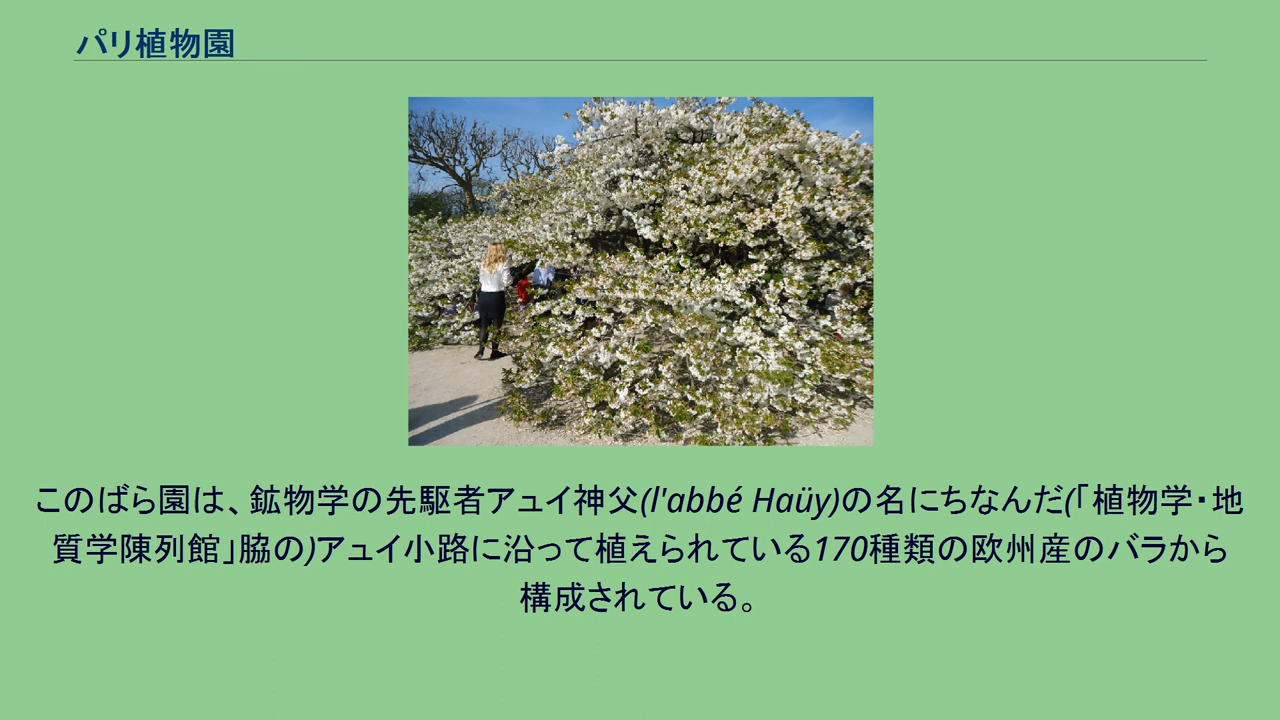 パリ植物園
このばら園は、鉱物学の先駆者アユイ神父(l'abbé Haüy)の名にちなんだ(「植物学・地
質学陳列館」脇の)アユイ小路に沿って植えられている170種類の欧州産のバラから
構成されている。